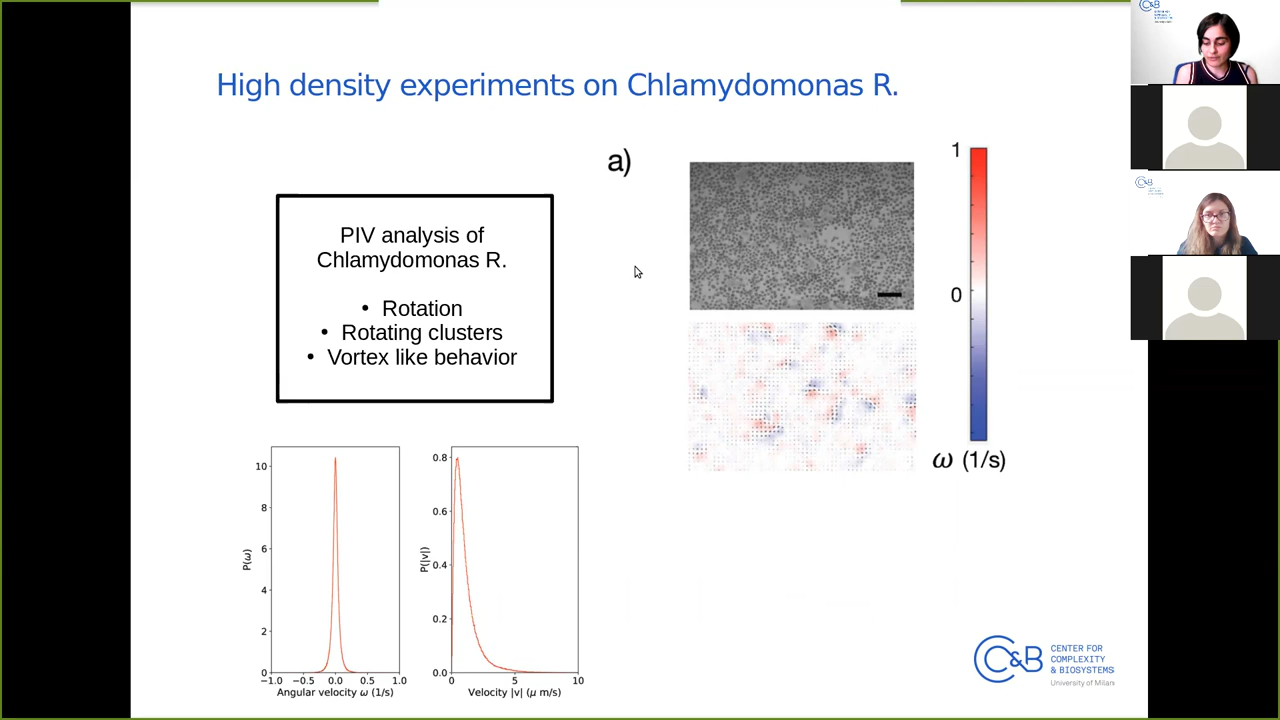 High density experiments on Chlamydomonas R.
PIV analysis of
Chlamydomonas R.
• Rotation
• Rotating clusters
• Vortex like behavior
a)
1
0
ω (1/s)
10
8
6
4
2
0
P(ω)
−1.0 −0.5 0.0 0.5 1.0
Angular velocity ω (1/s)
0.8
0.6
0.4
0.2
0.0
P(|v|)
0 5 10
Velocity |v| (μ m/s)
C&B
CENTER FOR
COMPLEXITY
& BIOSYSTEMS
University of Milan
C&B